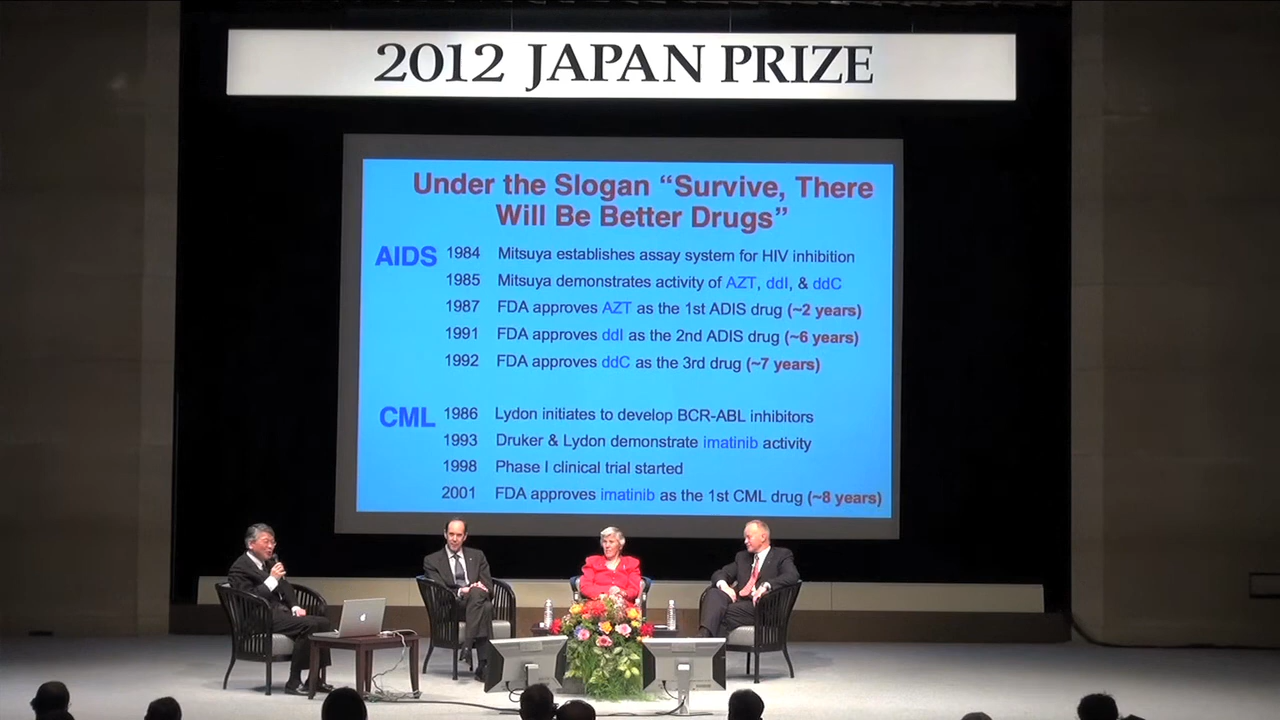 2012 JAPAN PRIZE
Under the Slogan “Survive, There
Will Be Better Drugs”
AIDS 1984 Mitsuya establishes assay system for HIV inhibition
1985 Mitsuya demonstrates activity of AZT, ddI, & ddC
1987 FDA approves AZT as the 1st ADIS drug (~2 years)
1991 FDA approves ddI as the 2nd ADIS drug (~6 years)
1992 FDA approves ddC as the 3rd drug (~7 years)
CML 1986 Lydon initiates to develop BCR-ABL inhibitors
1993 Druker & Lydon demonstrate imatinib activity
1998 Phase I clinical trial started
2001 FDA approves imatinib as the 1st CML drug (~8 years)